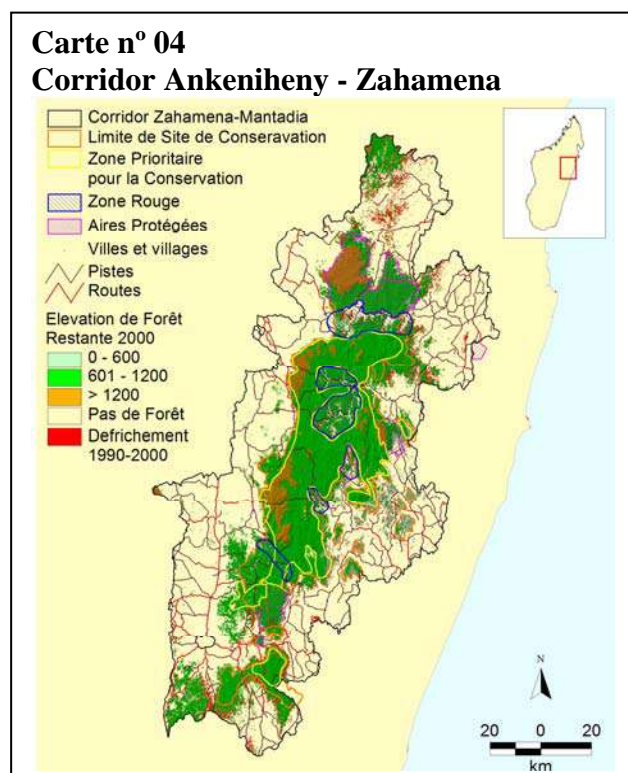 Carte nº 04
Corridor Ankeniheny - Zahamena
Corridor Zahamena-Mantadia
Limite de Site de Conseravation
Zone Prioritaire
pour la Conservation
Zone Rouge
Aires Protégées
Villes et villages
Pistes
Routes
Elevation de Forêt
Restante 2000
0 - 600
601 - 1200
> 1200
Pas de Forêt
Defrichement
1990-2000
N
20 0 20
km